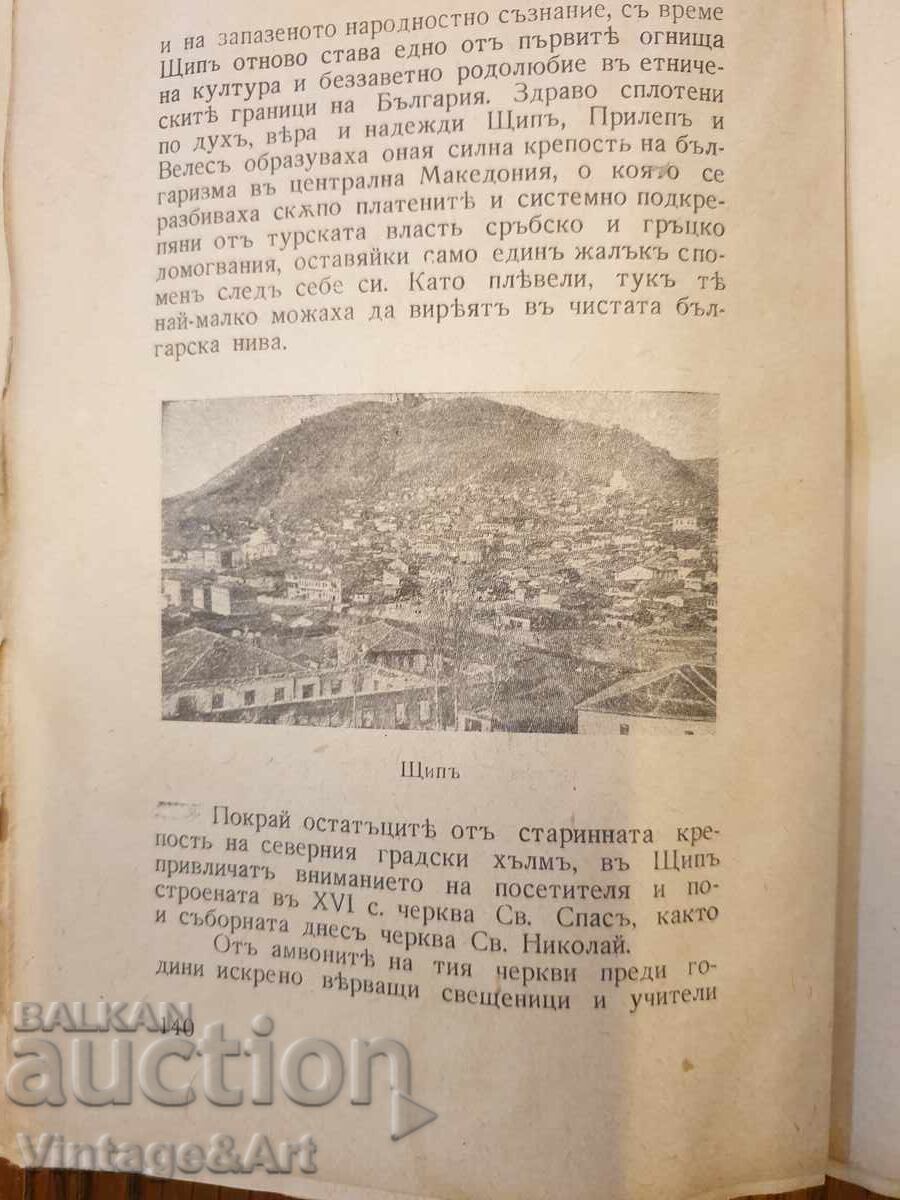 и на запазеното народностно съзнание, съ време
Щипъ отново става едно отъ първитѣ огнища
на култура и беззаветно родолюбие въ етниче-
скитѣ граници на България. Здраво сплотени
по духъ, вѣра и надежди Щипъ, Прилепъ и
Велесъ образуваха оная силна крепость на бъл-
гаризма въ централна Македония, о която се
разбиваха скѫпо платенитѣ и системно подкре-
пяни отъ турската власть сръбско и гръцко
домогвания, оставяйки само единъ жалъкъ спо-
менъ следъ себе си. Като плѣвели, тукъ тѣ
най-малко можаха да вирѣятъ въ чистата бъл-
гарска нива.
Щипъ
Покрай остатъцитѣ отъ старинната кре-
пость на северния градски хълмъ, въ Щипъ
привличатъ вниманието на посетителя и по-
строената въ XVI с. черква Св. Спасъ, както
и съборната днесъ черква Св. Николай.
Отъ амвонитѣ на тия черкви преди го-
дини искрено вѣрващи свещеници и учители
140
BALKAN
auction
Vintage&Art